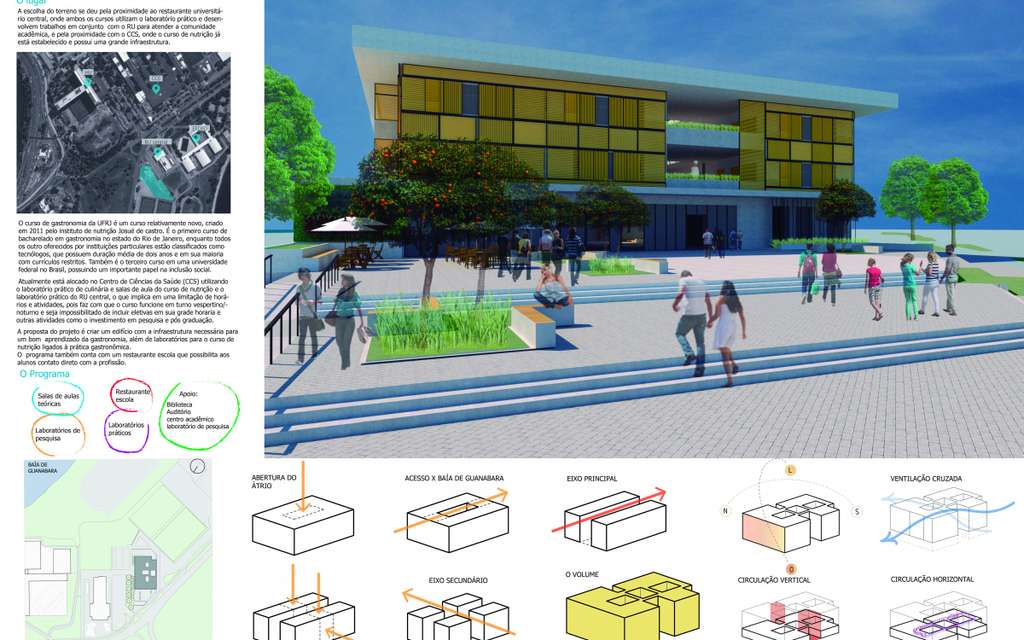 O lugar
A escolha do terreno se deu pela proximidade ao restaurante universitá-
rio central, onde ambos os cursos utilizam o laboratório prático e desen-
volvem trabalhos em conjunto com o RU para atender a comunidade
acadêmica, e pela proximidade com o CCS, onde o curso de nutrição já
está estabelecido e possui uma grande infraestrutura.
CCS
O curso de gastronomia da UFRJ é um curso relativamente novo, criado
em 2011 pelo instituto de nutrição Josué de castro. É o primeiro curso de
bacharelado em gastronomia no estado do Rio de Janeiro, enquanto todos
os outro oferecidos por instituições particulares estão classificados como
tecnólogos, que possuem duração média de dois anos e em sua maioria
com currículos restritos. Também é o terceiro curso em uma universidade
federal no Brasil, possuindo um importante papel na inclusão social.
Atualmente está alocado no Centro de Ciências da Saúde (CCS) utilizando
o laboratório prático de culinária e salas de aula do curso de nutrição e o
laboratório prático do RU central, o que implica em uma limitação de horá-
rios e atividades, pois faz com que o curso funcione em turno vespertino/-
noturno e seja impossibilitado de incluir eletivas em sua grade horaria e
outras atividades como o investimento em pesquisa e pós graduação.
A proposta do projeto é criar um edifício com a infraestrutura necessária para
um bom aprendizado da gastronomia, além de laboratórios para o curso de
nutrição ligados à prática gastronômica.
O programa também conta com um restaurante escola que possibilita aos
alunos contato direto com a profissão.
O Programa
Salas de aulas
teóricas
Restaurante
escola
Apoio:
Biblioteca
Auditório
centro acadêmico
laboratório de pesquisa
Laboratórios de
pesquisa
Laboratórios
práticos
BAÍA DE
GUANABARA
ABERTURA DO
ÁTRIO
ACESSO X BAÍA DE GUANABARA
EIXO PRINCIPAL
L
N
S
O
VENTILAÇÃO CRUZADA
EIXO SECUNDÁRIO
O VOLUME
CIRCULAÇÃO VERTICAL
CIRCULAÇÃO HORIZONTAL